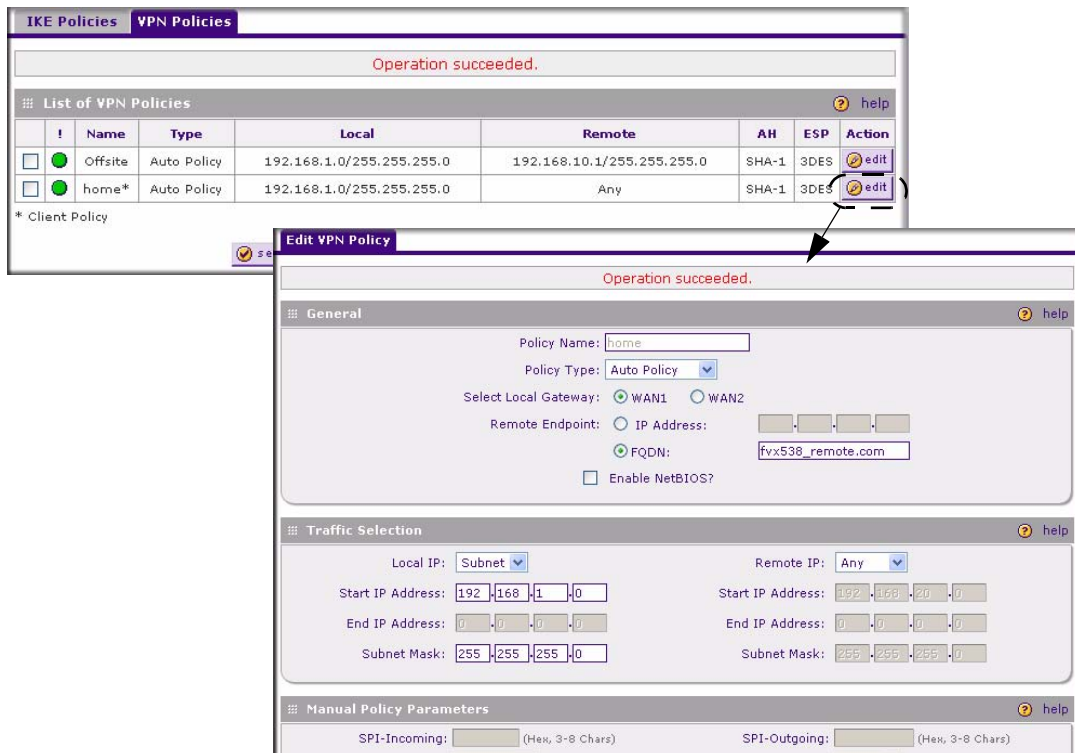 IKE Policies VPN Policies
Operation succeeded.
List of VPN Policies help
! Name Type Local Remote AH ESP Action
Offsite Auto Policy 192.168.1.0/255.255.255.0 192.168.10.1/255.255.255.0 SHA-1 3DES edit
home* Auto Policy 192.168.1.0/255.255.255.0 Any SHA-1 3DES edit
* Client Policy
se
Edit VPN Policy
Operation succeeded.
General help
Policy Name: home
Policy Type: Auto Policy
Select Local Gateway: WAN1 WAN2
Remote Endpoint: IP Address: . . .
FQDN: fvx538_remote.com
Enable NetBIOS?
Traffic Selection help
Local IP: Subnet Remote IP: Any
Start IP Address: 192 .168 .1 .0 Start IP Address: 192 .168 .20 .0
End IP Address: 0 .0 .0 .0 End IP Address: 0 .0 .0 .0
Subnet Mask: 255 .255 .255 .0 Subnet Mask: 255 .255 .255 .0
Manual Policy Parameters help
SPI-Incoming: (Hex, 3-8 Chars) SPI-Outgoing: (Hex, 3-8 Chars)